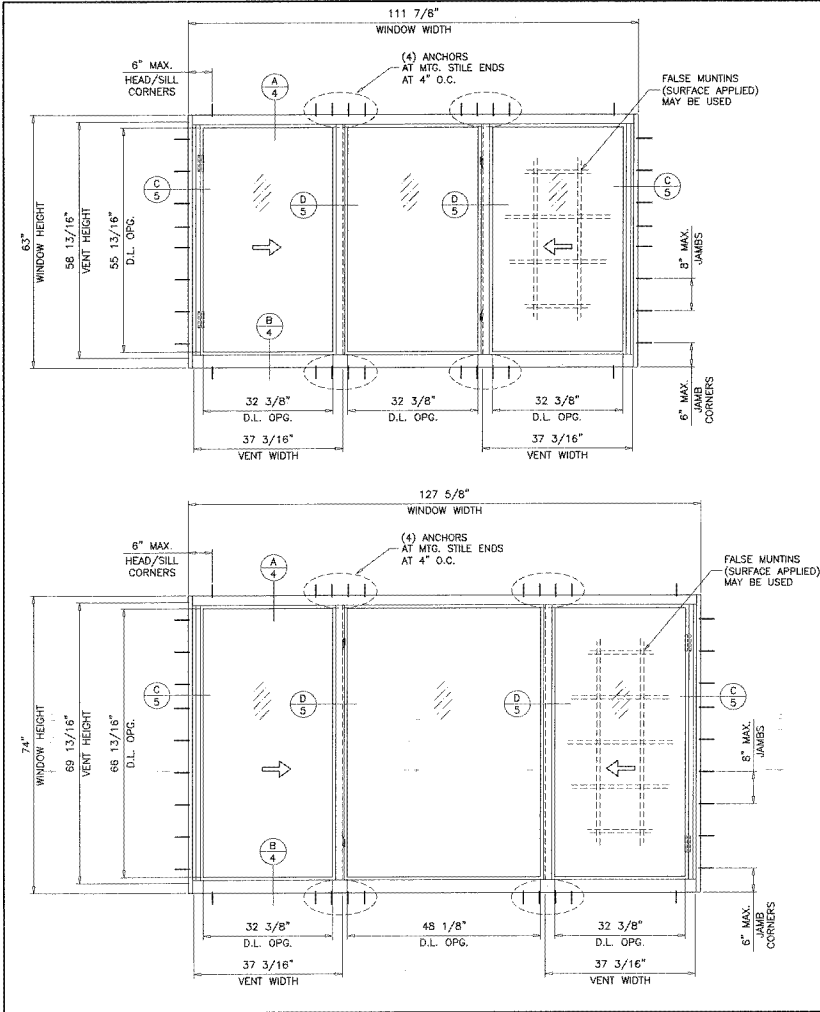 111 7/8"
WINDOW WIDTH
6" MAX.
HEAD/SILL
CORNERS
(4) ANCHORS
AT MTG. STILE ENDS
AT 4" O.C.
FALSE MUNTINS
(SURFACE APPLIED)
MAY BE USED
A
4
C
5
D
5
D
5
C
5
63"
WINDOW HEIGHT
58 13/16"
VENT HEIGHT
55 13/16"
D.L. OPG.
8" MAX.
JAMBS
B
4
6" MAX.
JAMB
CORNERS
32 3/8"
D.L. OPG.
32 3/8"
D.L. OPG.
32 3/8"
D.L. OPG.
37 3/16"
VENT WIDTH
37 3/16"
VENT WIDTH
127 5/8"
WINDOW WIDTH
6" MAX.
HEAD/SILL
CORNERS
(4) ANCHORS
AT MTG. STILE ENDS
AT 4" O.C.
FALSE MUNTINS
(SURFACE APPLIED)
MAY BE USED
A
4
C
5
D
5
D
5
C
5
74"
WINDOW HEIGHT
69 13/16"
VENT HEIGHT
66 13/16"
D.L. OPG.
8" MAX.
JAMBS
B
4
6" MAX.
JAMB
CORNERS
32 3/8"
D.L. OPG.
48 1/8"
D.L. OPG.
32 3/8"
D.L. OPG.
37 3/16"
VENT WIDTH
37 3/16"
VENT WIDTH